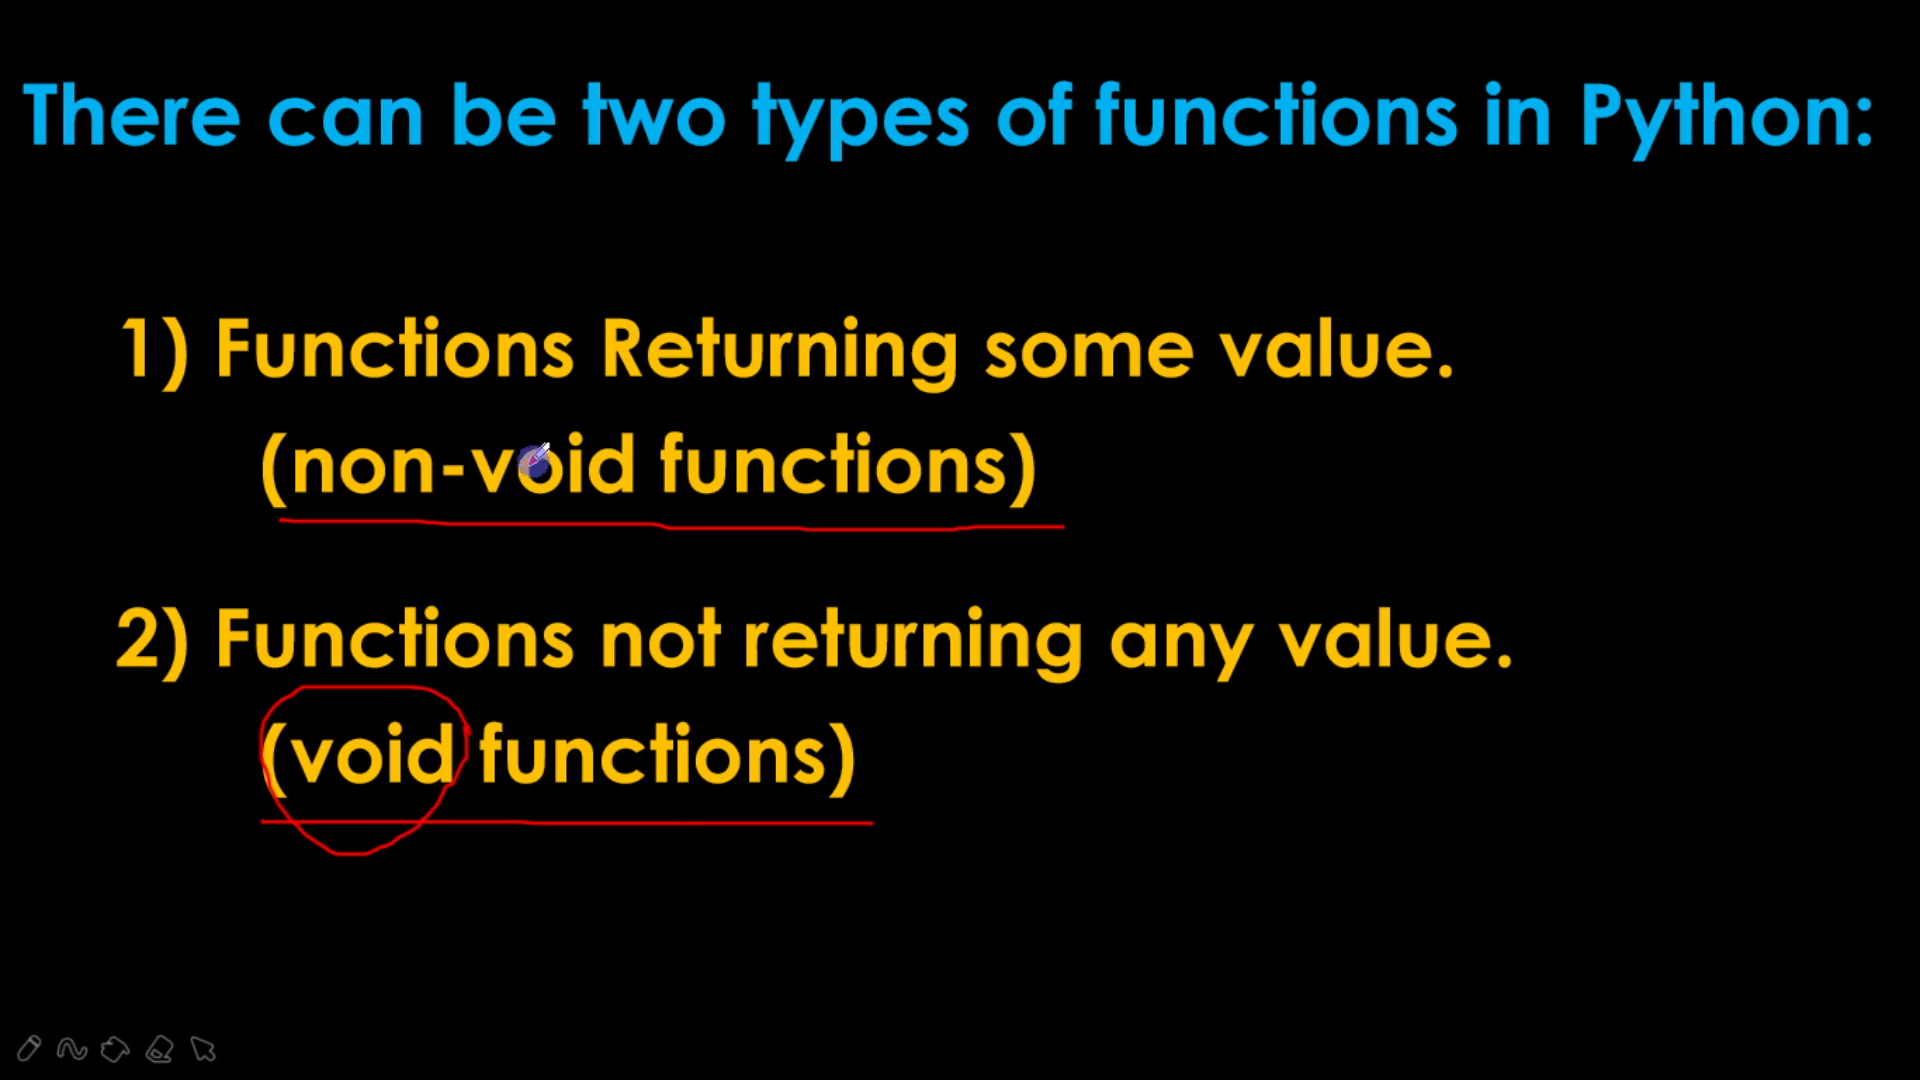 There can be two types of functions in Python:
1) Functions Returning some value.
(non-void functions)
2) Functions not returning any value.
(void functions)